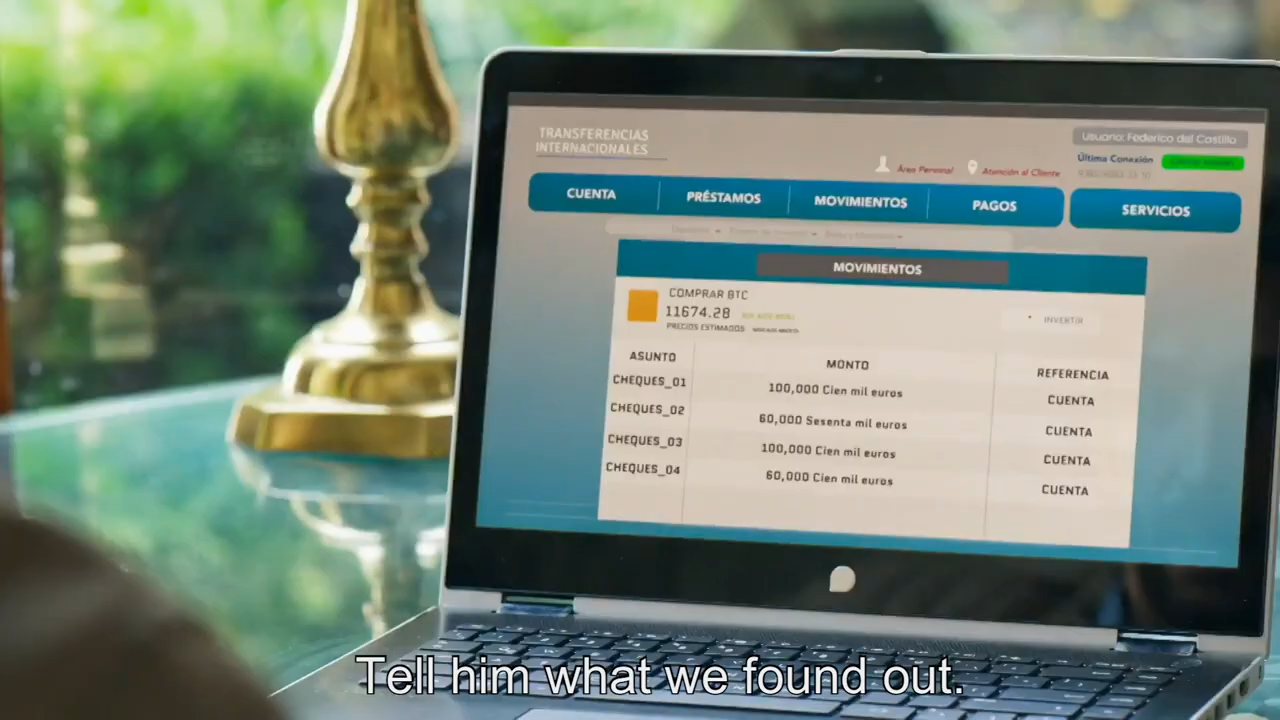 TRANSFERENCIAS
INTERNACIONALES
Usuario: Federico del Castillo
Área Personal
Atención al Cliente
Última Conexión
CUENTA
PRÉSTAMOS
MOVIMIENTOS
PAGOS
SERVICIOS
MOVIMIENTOS
COMPRAR BTC
11674.28
PRECIOS ESTIMADOS
INVERTIR
ASUNTO MONTO REFERENCIA
CHEQUES_01 100,000 Cien mil euros CUENTA
CHEQUES_02 60,000 Sesenta mil euros CUENTA
CHEQUES_03 100,000 Cien mil euros CUENTA
CHEQUES_04 60,000 Cien mil euros CUENTA
Tell him what we found out.